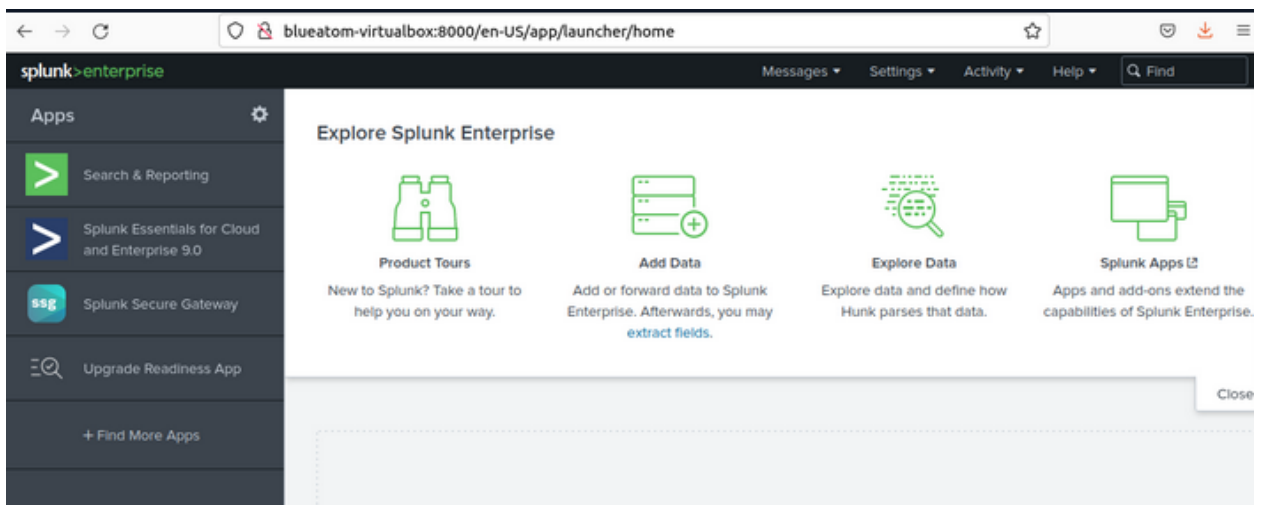 blueatom-virtualbox:8000/en-US/app/launcher/home
splunk>enterprise
Messages
Settings
Activity
Help
Find
Apps
Search & Reporting
Splunk Essentials for Cloud
and Enterprise 9.0
ssg
Splunk Secure Gateway
Upgrade Readiness App
+ Find More Apps
Explore Splunk Enterprise
Product Tours
New to Splunk? Take a tour to
help you on your way.
Add Data
Add or forward data to Splunk
Enterprise. Afterwards, you may
extract fields.
Explore Data
Explore data and define how
Hunk parses that data.
Splunk Apps
Apps and add-ons extend the
capabilities of Splunk Enterprise.
Close